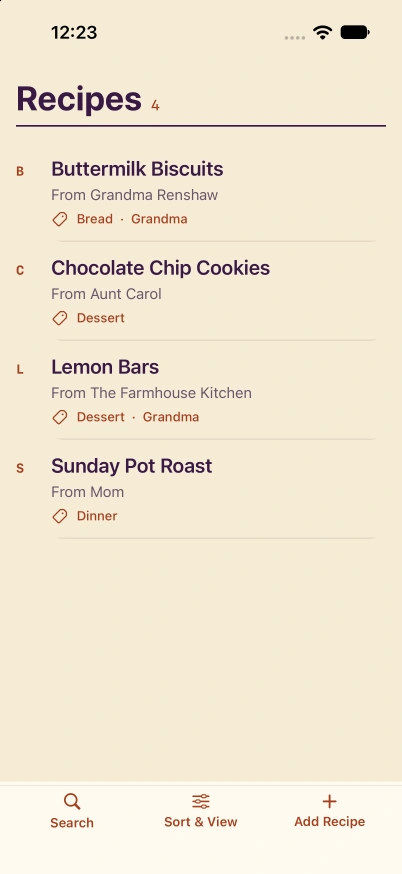 12:23
Recipes 4
B Buttermilk Biscuits
From Grandma Renshaw
Bread · Grandma
C Chocolate Chip Cookies
From Aunt Carol
Dessert
L Lemon Bars
From The Farmhouse Kitchen
Dessert · Grandma
S Sunday Pot Roast
From Mom
Dinner
Search Sort & View Add Recipe